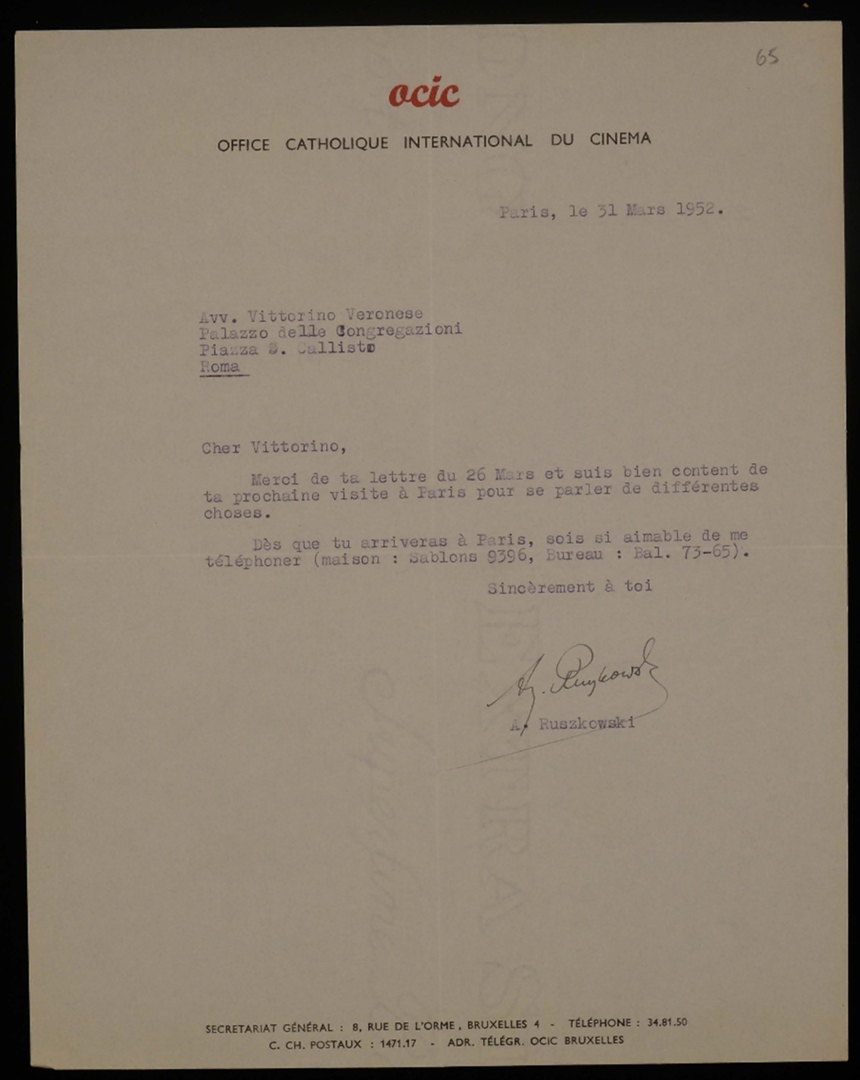 65
ocic
OFFICE CATHOLIQUE INTERNATIONAL DU CINEMA
Paris, le 31 Mars 1952.
Avv. Vittorino Veronese
Palazzo delle Congregazioni
Piazza S. Callisto
Roma
Cher Vittorino,
Merci de ta lettre du 26 Mars et suis bien content de
ta prochaine visite à Paris pour se parler de différentes
choses.
Dès que tu arriveras à Paris, sois si aimable de me
téléphoner (maison : Sablons 9396, Bureau : Bal. 73-65).
Sincèrement à toi
A. Ruszkowski
SECRETARIAT GÉNÉRAL : 8, RUE DE L'ORME, BRUXELLES 4 - TÉLÉPHONE : 34.81.50
C. CH. POSTAUX : 1471.17 - ADR. TÉLÉGR. OCIC BRUXELLES